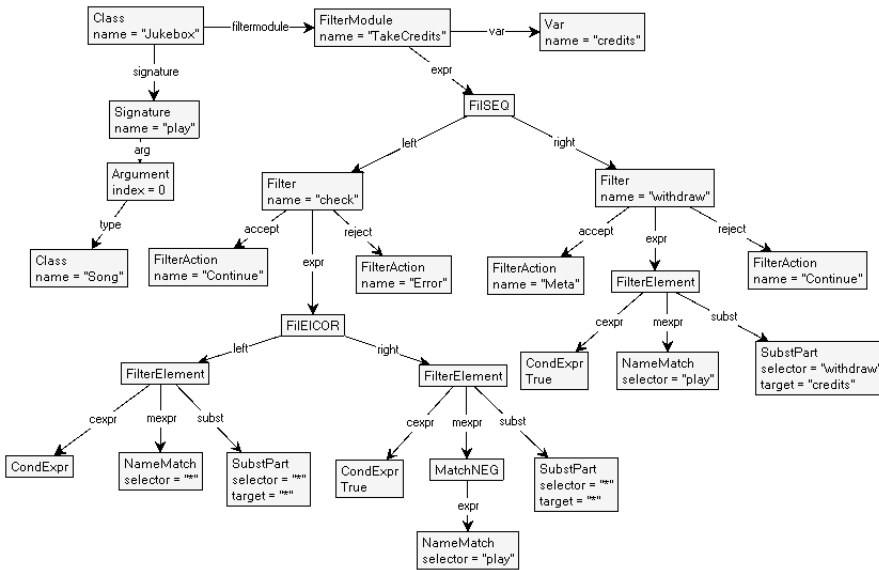 Class
name = "Jukebox"
filtermodule
FilterModule
name = "TakeCredits"
var
Var
name = "credits"
signature
expr
Signature
name = "play"
FilSEQ
arg
left
right
Argument
index = 0
Filter
name = "check"
Filter
name = "withdraw"
type
accept
expr
reject
accept
expr
reject
Class
name = "Song"
FilterAction
name = "Continue"
FilterAction
name = "Error"
FilterAction
name = "Meta"
FilterElement
FilterAction
name = "Continue"
FilElCOR
cexpr
mexpr
subst
left
right
CondExpr
True
NameMatch
selector = "play"
SubstPart
selector = "withdraw"
target = "credits"
FilterElement
FilterElement
cexpr
mexpr
subst
cexpr
mexpr
subst
CondExpr
NameMatch
selector = "*"
SubstPart
selector = "*"
target = "*"
CondExpr
True
MatchNEG
SubstPart
selector = "*"
target = "*"
expr
NameMatch
selector = "play"